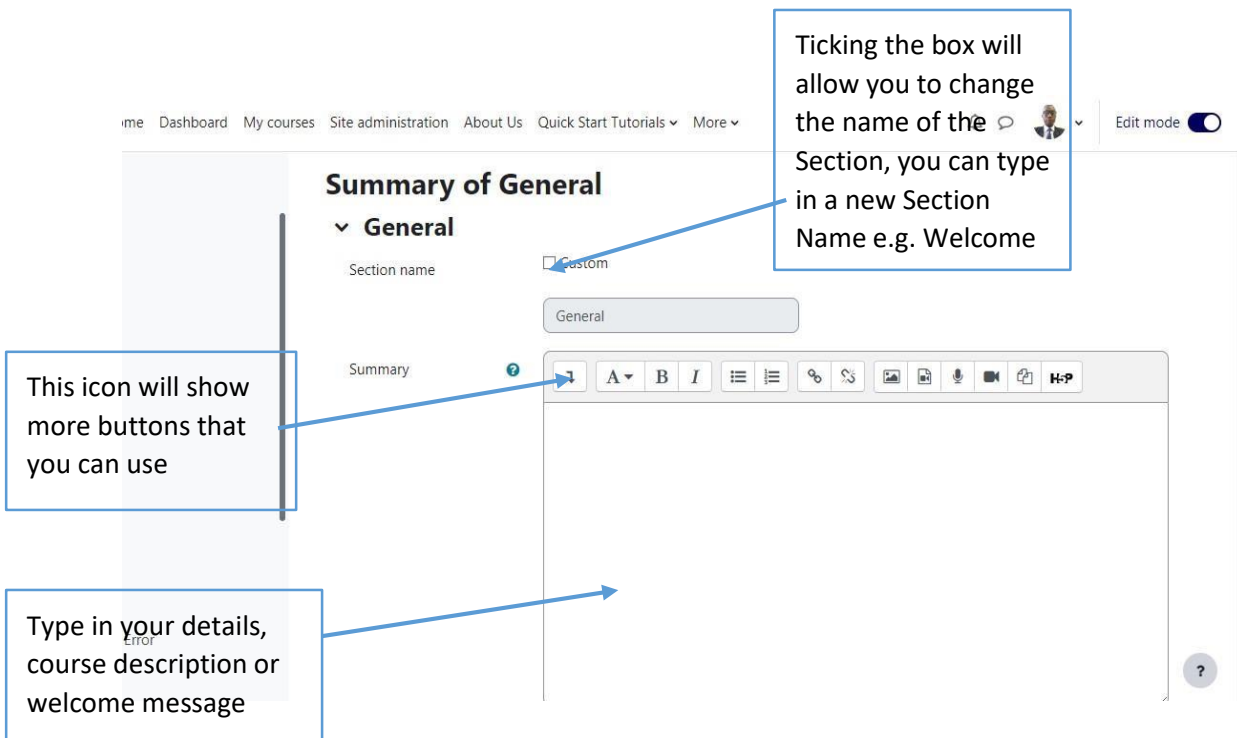 Ticking the box will
allow you to change
the name of the
Section, you can type
in a new Section
Name e.g. Welcome
ome Dashboard My courses Site administration About Us Quick Start Tutorials More
Edit mode
Summary of General
General
Section name
Custom
General
This icon will show
more buttons that
you can use
Summary
A B I
H-P
Type in your details,
course description or
welcome message
Error
?